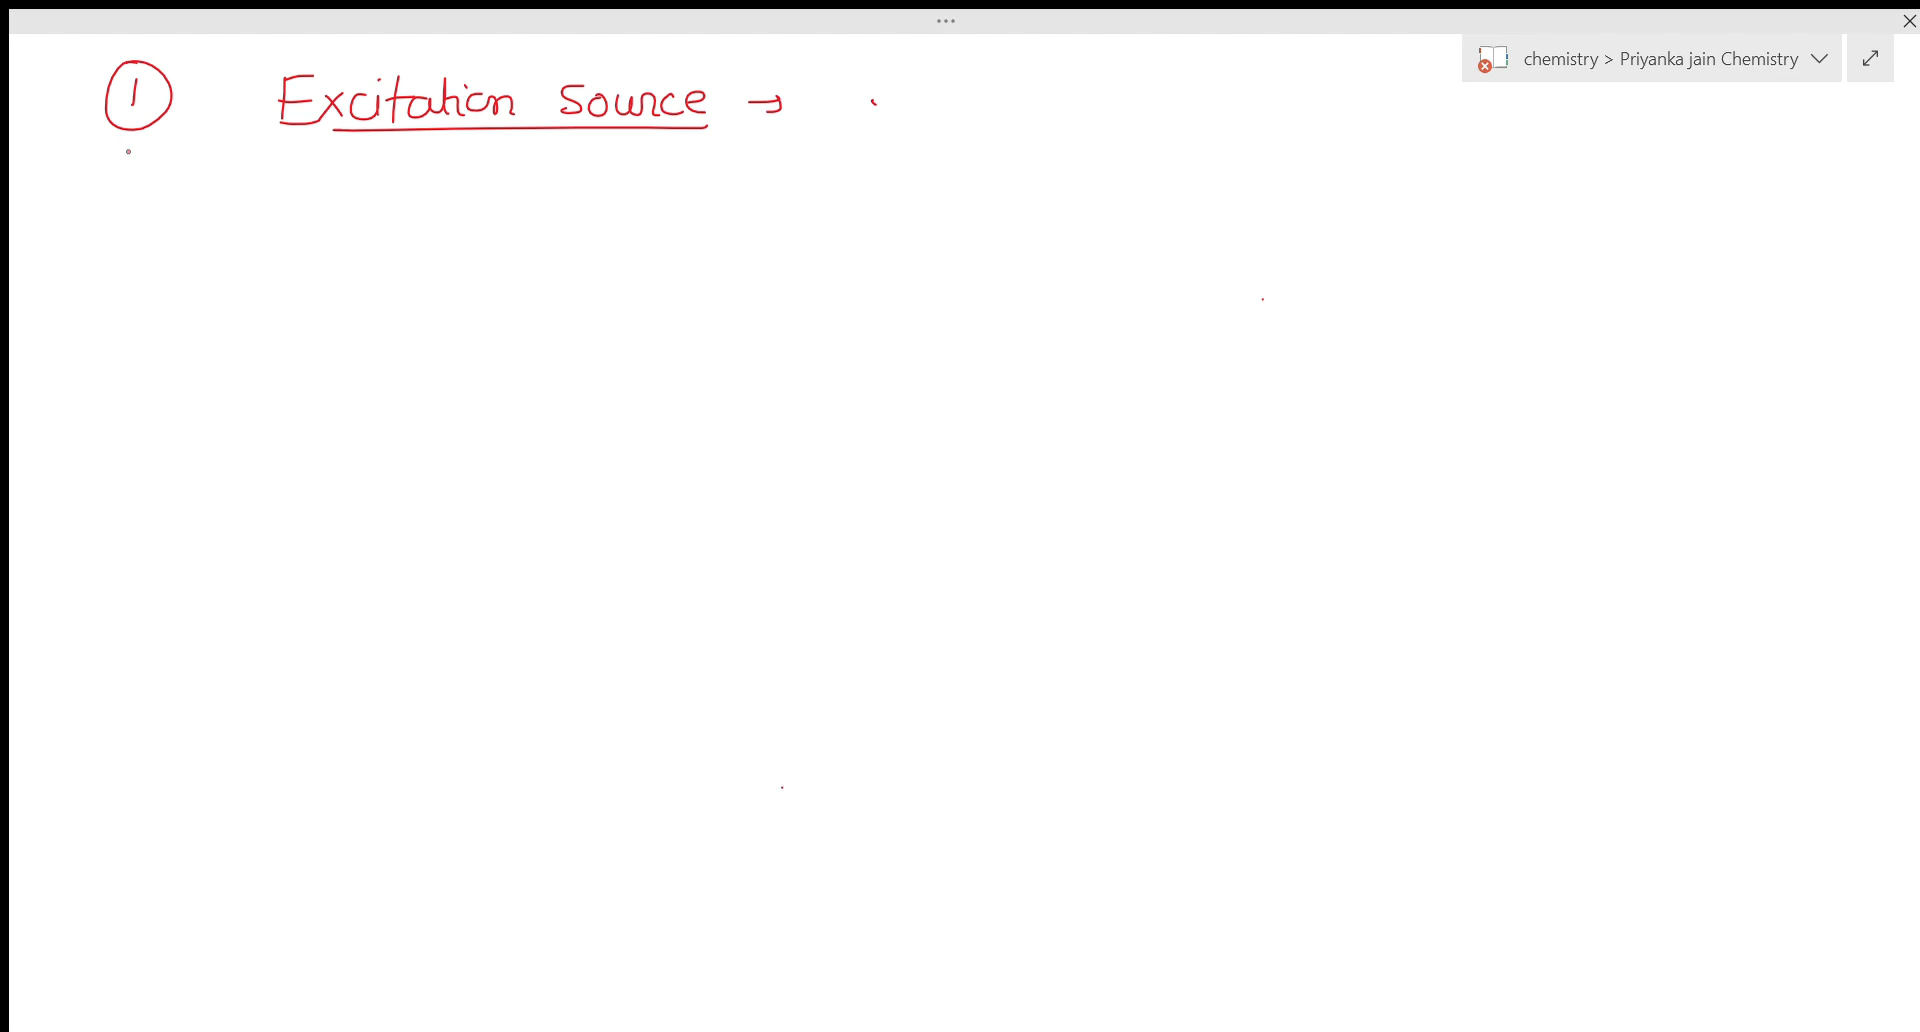 chemistry > Priyanka jain Chemistry
① Excitation source →